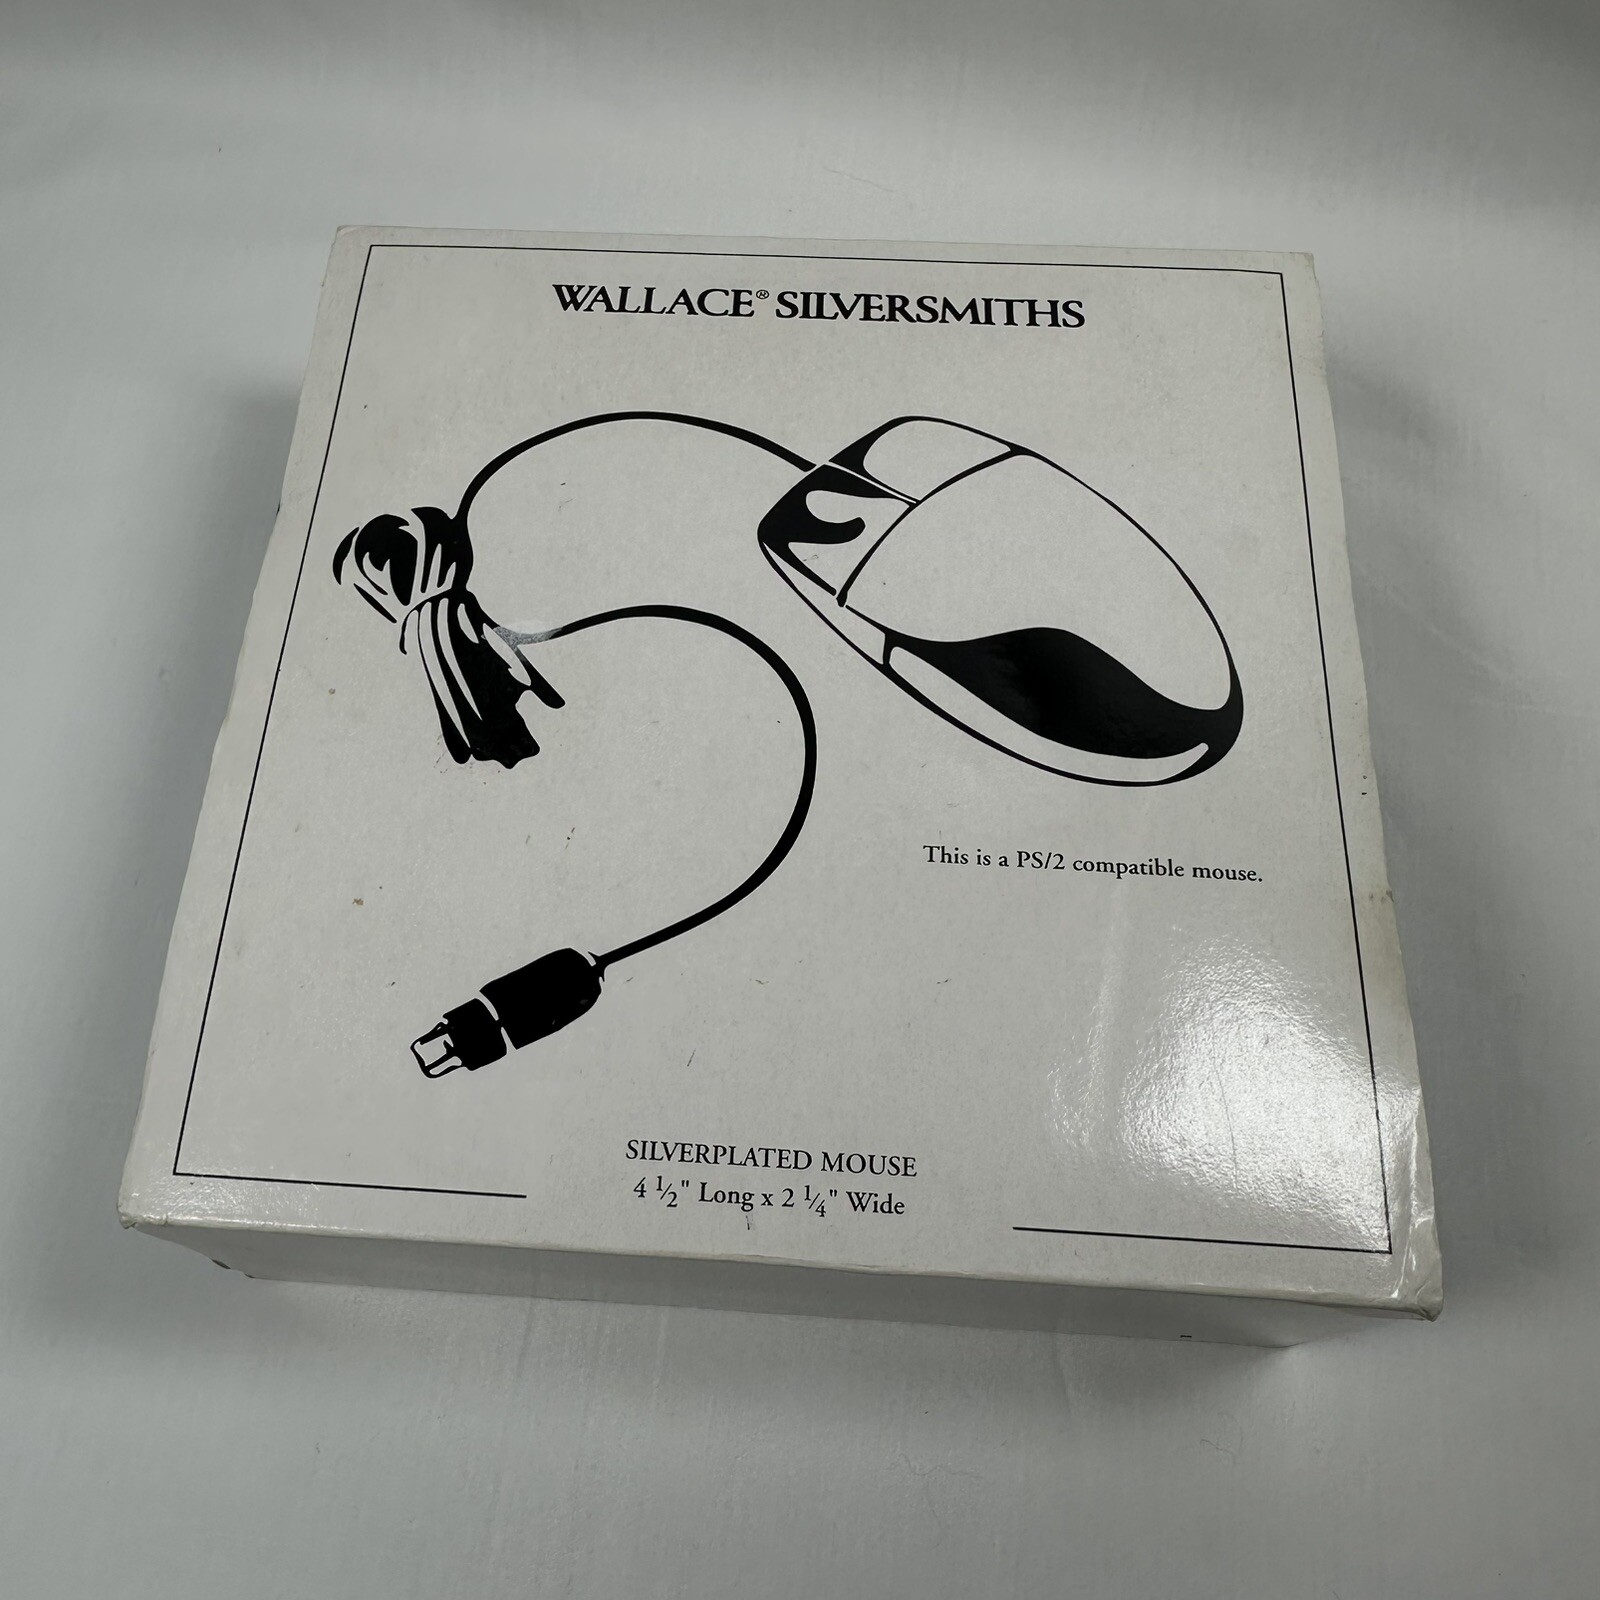 WALLACE® SILVERSMITHS
This is a PS/2 compatible mouse.
SILVERPLATED MOUSE
4 ½" Long x 2 ¼" Wide